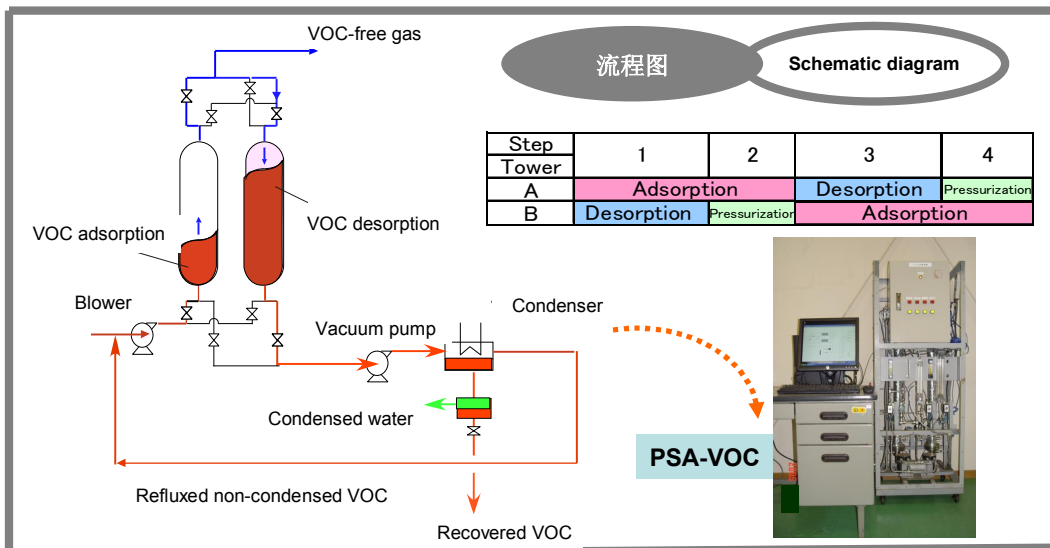 VOC-free gas
流程图
Schematic diagram
Step
Tower
1
2
3
4
A
Adsorption
Desorption
Pressurization
B
Desorption
Pressurization
Adsorption
VOC desorption
VOC adsorption
Blower
Vacuum pump
Condenser
Condensed water
PSA-VOC
Refluxed non-condensed VOC
Recovered VOC